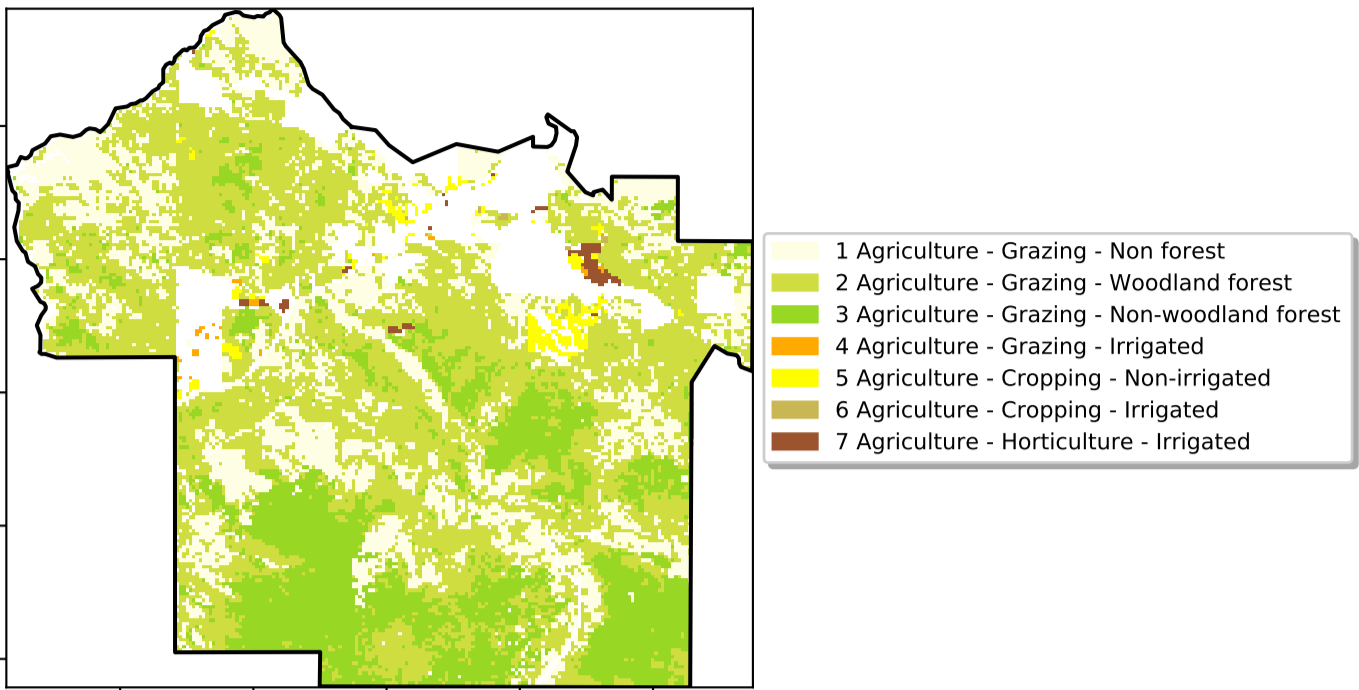 1 Agriculture - Grazing - Non forest
2 Agriculture - Grazing - Woodland forest
3 Agriculture - Grazing - Non-woodland forest
4 Agriculture - Grazing - Irrigated
5 Agriculture - Cropping - Non-irrigated
6 Agriculture - Cropping - Irrigated
7 Agriculture - Horticulture - Irrigated